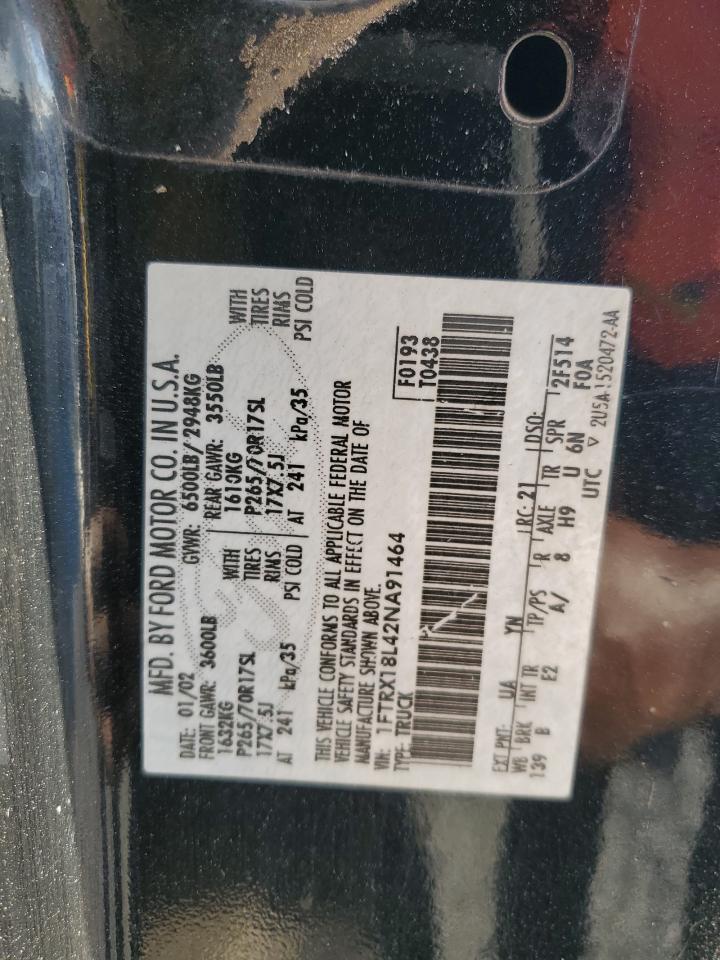 MFD. BY FORD MOTOR CO. IN U.S.A.
DATE: 01/02 GVWR: 6500LB/ 2948KG
FRONT GAWR: 3600LB REAR GAWR: 3550LB
1632KG WITH 1610KG WITH
P265/70R17SL TIRES P265/70R17SL TIRES
17X7.5J RIMS 17X7.5J RIMS
AT 241 kPa/35 PSI COLD AT 241 kPa/35 PSI COLD
THIS VEHICLE CONFORMS TO ALL APPLICABLE FEDERAL MOTOR
VEHICLE SAFETY STANDARDS IN EFFECT ON THE DATE OF
MANUFACTURE SHOWN ABOVE.
VIN: 1FTRX18L42NA91464 F0193
TYPE: TRUCK T0438
EXT PNT: UA YN RC: 21 DSO:
WB BRK INT TR TP/PS R AXLE TR SPR 2F514
139 B E2 A/ 8 H9 U 6N F0A
UTC ▽ 2U5A-1520472-AA